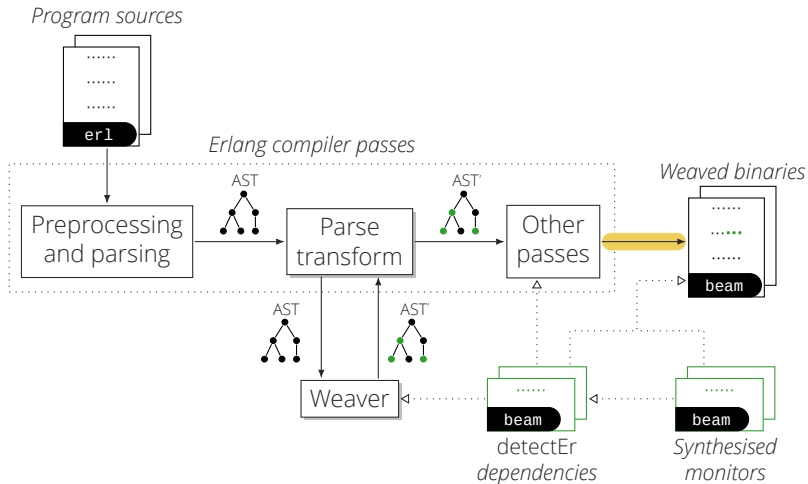 Program sources
erl
Erlang compiler passes
Weaved binaries
AST
AST'
Preprocessing
and parsing
Parse
transform
Other
passes
beam
AST
AST'
Weaver
beam
beam
detectEr
dependencies
Synthesised
monitors